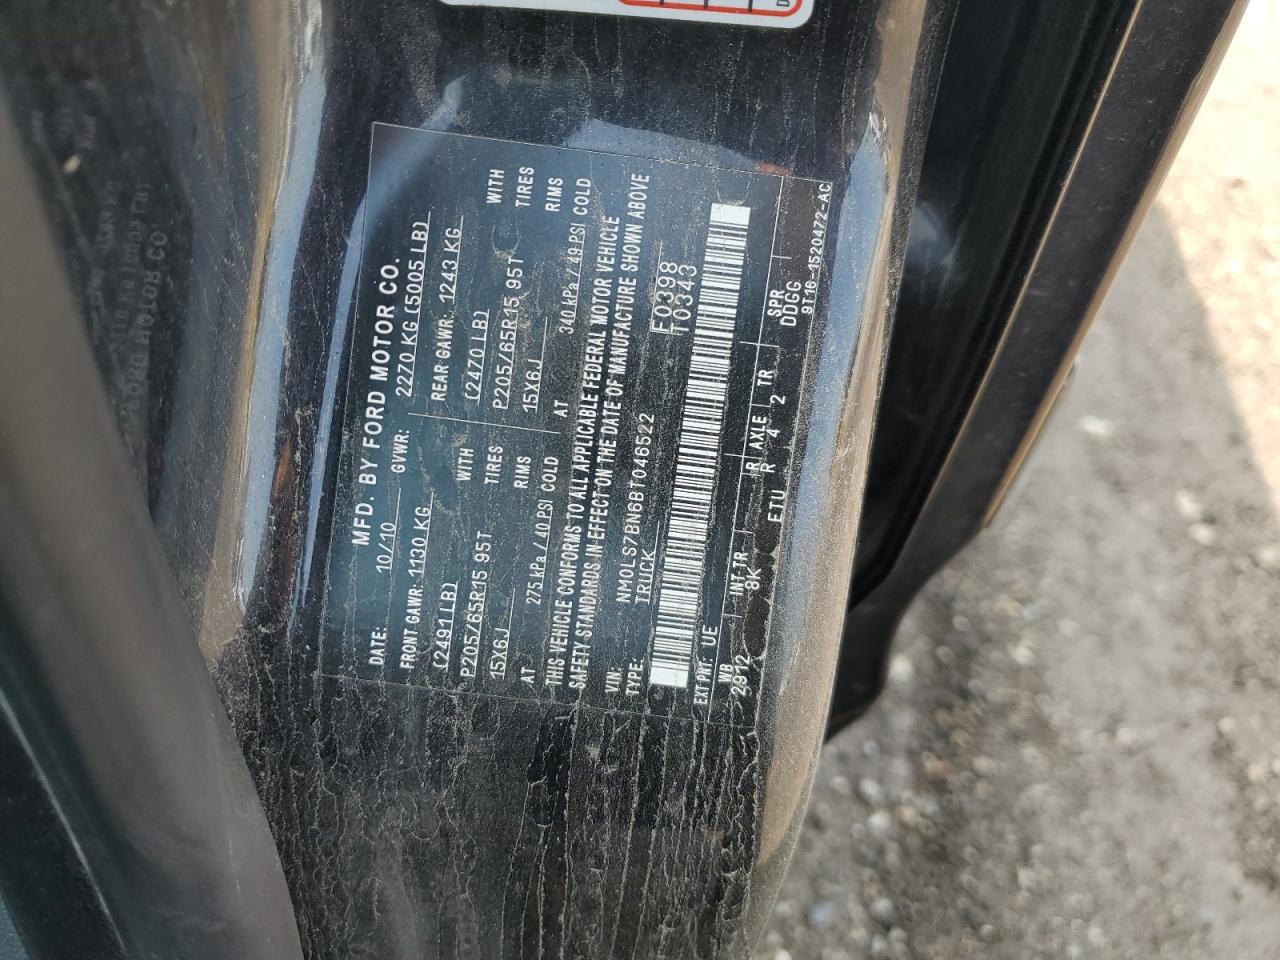 MFD. BY FORD MOTOR CO.
DATE: 10/10 GVWR: 2270 KG (5005 LB)
FRONT GAWR: 1130 KG REAR GAWR: 1243 KG
(2491 LB) WITH (2470 LB) WITH
P205/65R15 95T TIRES P205/65R15 95T TIRES
15X6J RIMS 15X6J RIMS
AT 275 kPa / 40 PSI COLD AT 340 kPa / 49 PSI COLD
THIS VEHICLE CONFORMS TO ALL APPLICABLE FEDERAL MOTOR VEHICLE
SAFETY STANDARDS IN EFFECT ON THE DATE OF MANUFACTURE SHOWN ABOVE
VIN: NM0LS7BN6BT046522 F0398
TYPE: TRUCK T0343
EXT PNT: UE
WB INT TR R AXLE TR SPR
2912 8K R 4 2 DDGG
ETU 9T16-1520472-AC